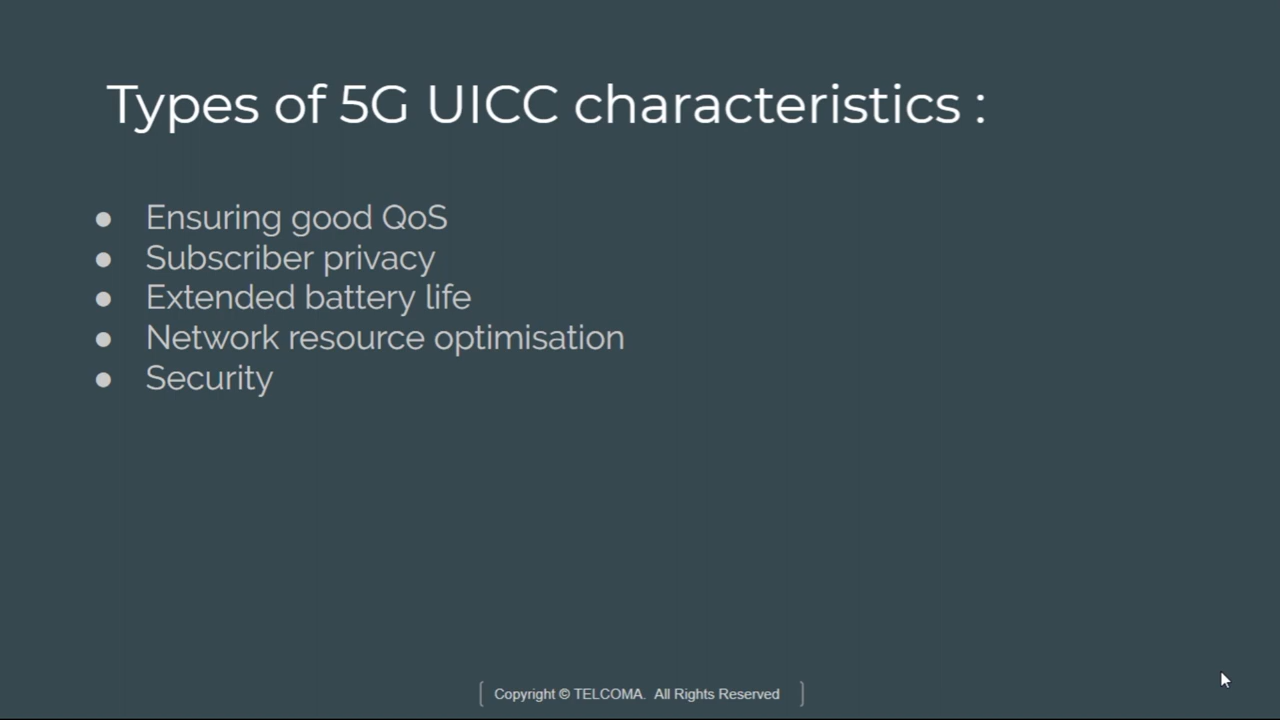 Types of 5G UICC characteristics :
● Ensuring good QoS
● Subscriber privacy
● Extended battery life
● Network resource optimisation
● Security
Copyright © TELCOMA. All Rights Reserved